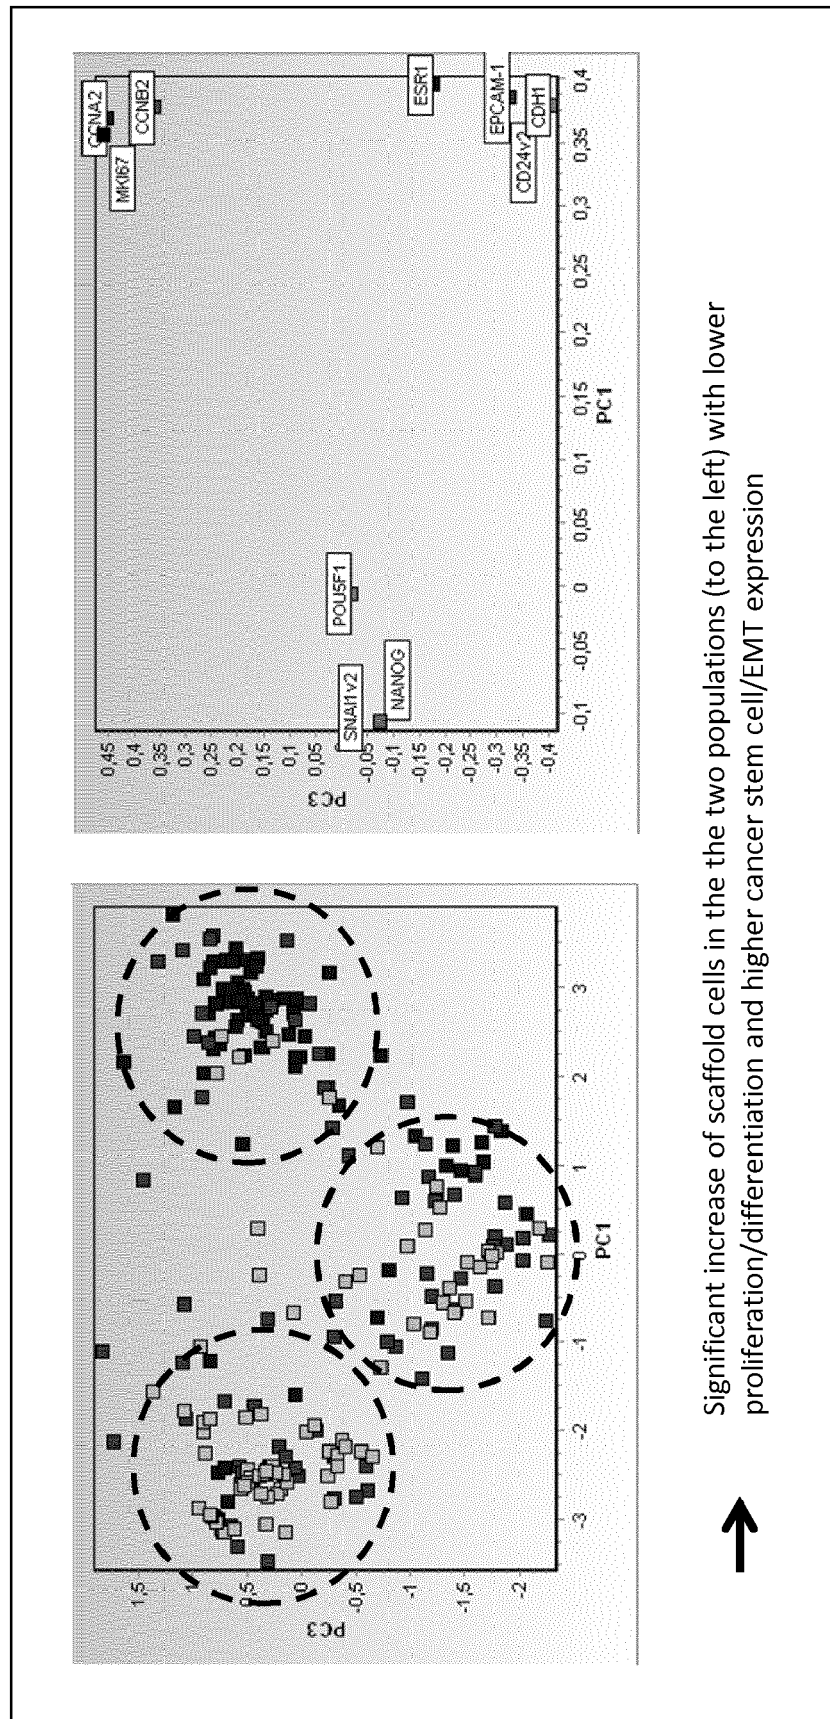 PC3
1,5
-0,5
-1
-1,5
-2
-3
-2
-1
0
1
2
3
PC1
PC3
0,45
0,4
0,35
0,3
0,25
0,2
0,15
0,1
0,05
-0,05
-0,1
-0,15
-0,2
-0,25
-0,3
-0,35
-0,4
CCNA2
MKI67
CCNB2
POU5F1
SNAI1v2
NANOG
ESR1
EPCAM-1
CD24v2
CDH1
-0,1
-0,05
0
0,05
0,1
0,15
0,2
0,25
0,3
0,35
0,4
PC1
Significant increase of scaffold cells in the the two populations (to the left) with lower
proliferation/differentiation and higher cancer stem cell/EMT expression